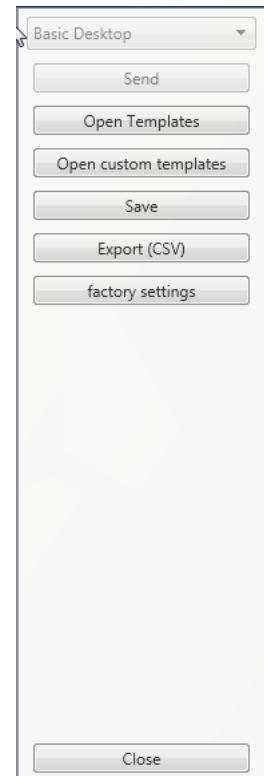 Basic Desktop
Send
Open Templates
Open custom templates
Save
Export (CSV)
factory settings
Close